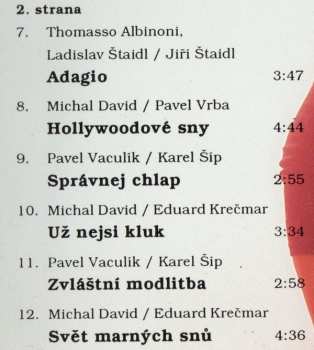 2. strana
7. Thomasso Albinoni,
Ladislav Štaidl / Jiří Štaidl
Adagio 3:47
8. Michal David / Pavel Vrba
Hollywoodové sny 4:44
9. Pavel Vaculik / Karel Šíp
Správnej chlap 2:55
10. Michal David / Eduard Krečmar
Už nejsi kluk 3:34
11. Pavel Vaculik / Karel Šíp
Zvláštní modlitba 2:58
12. Michal David / Eduard Krečmar
Svět marných snů 4:36